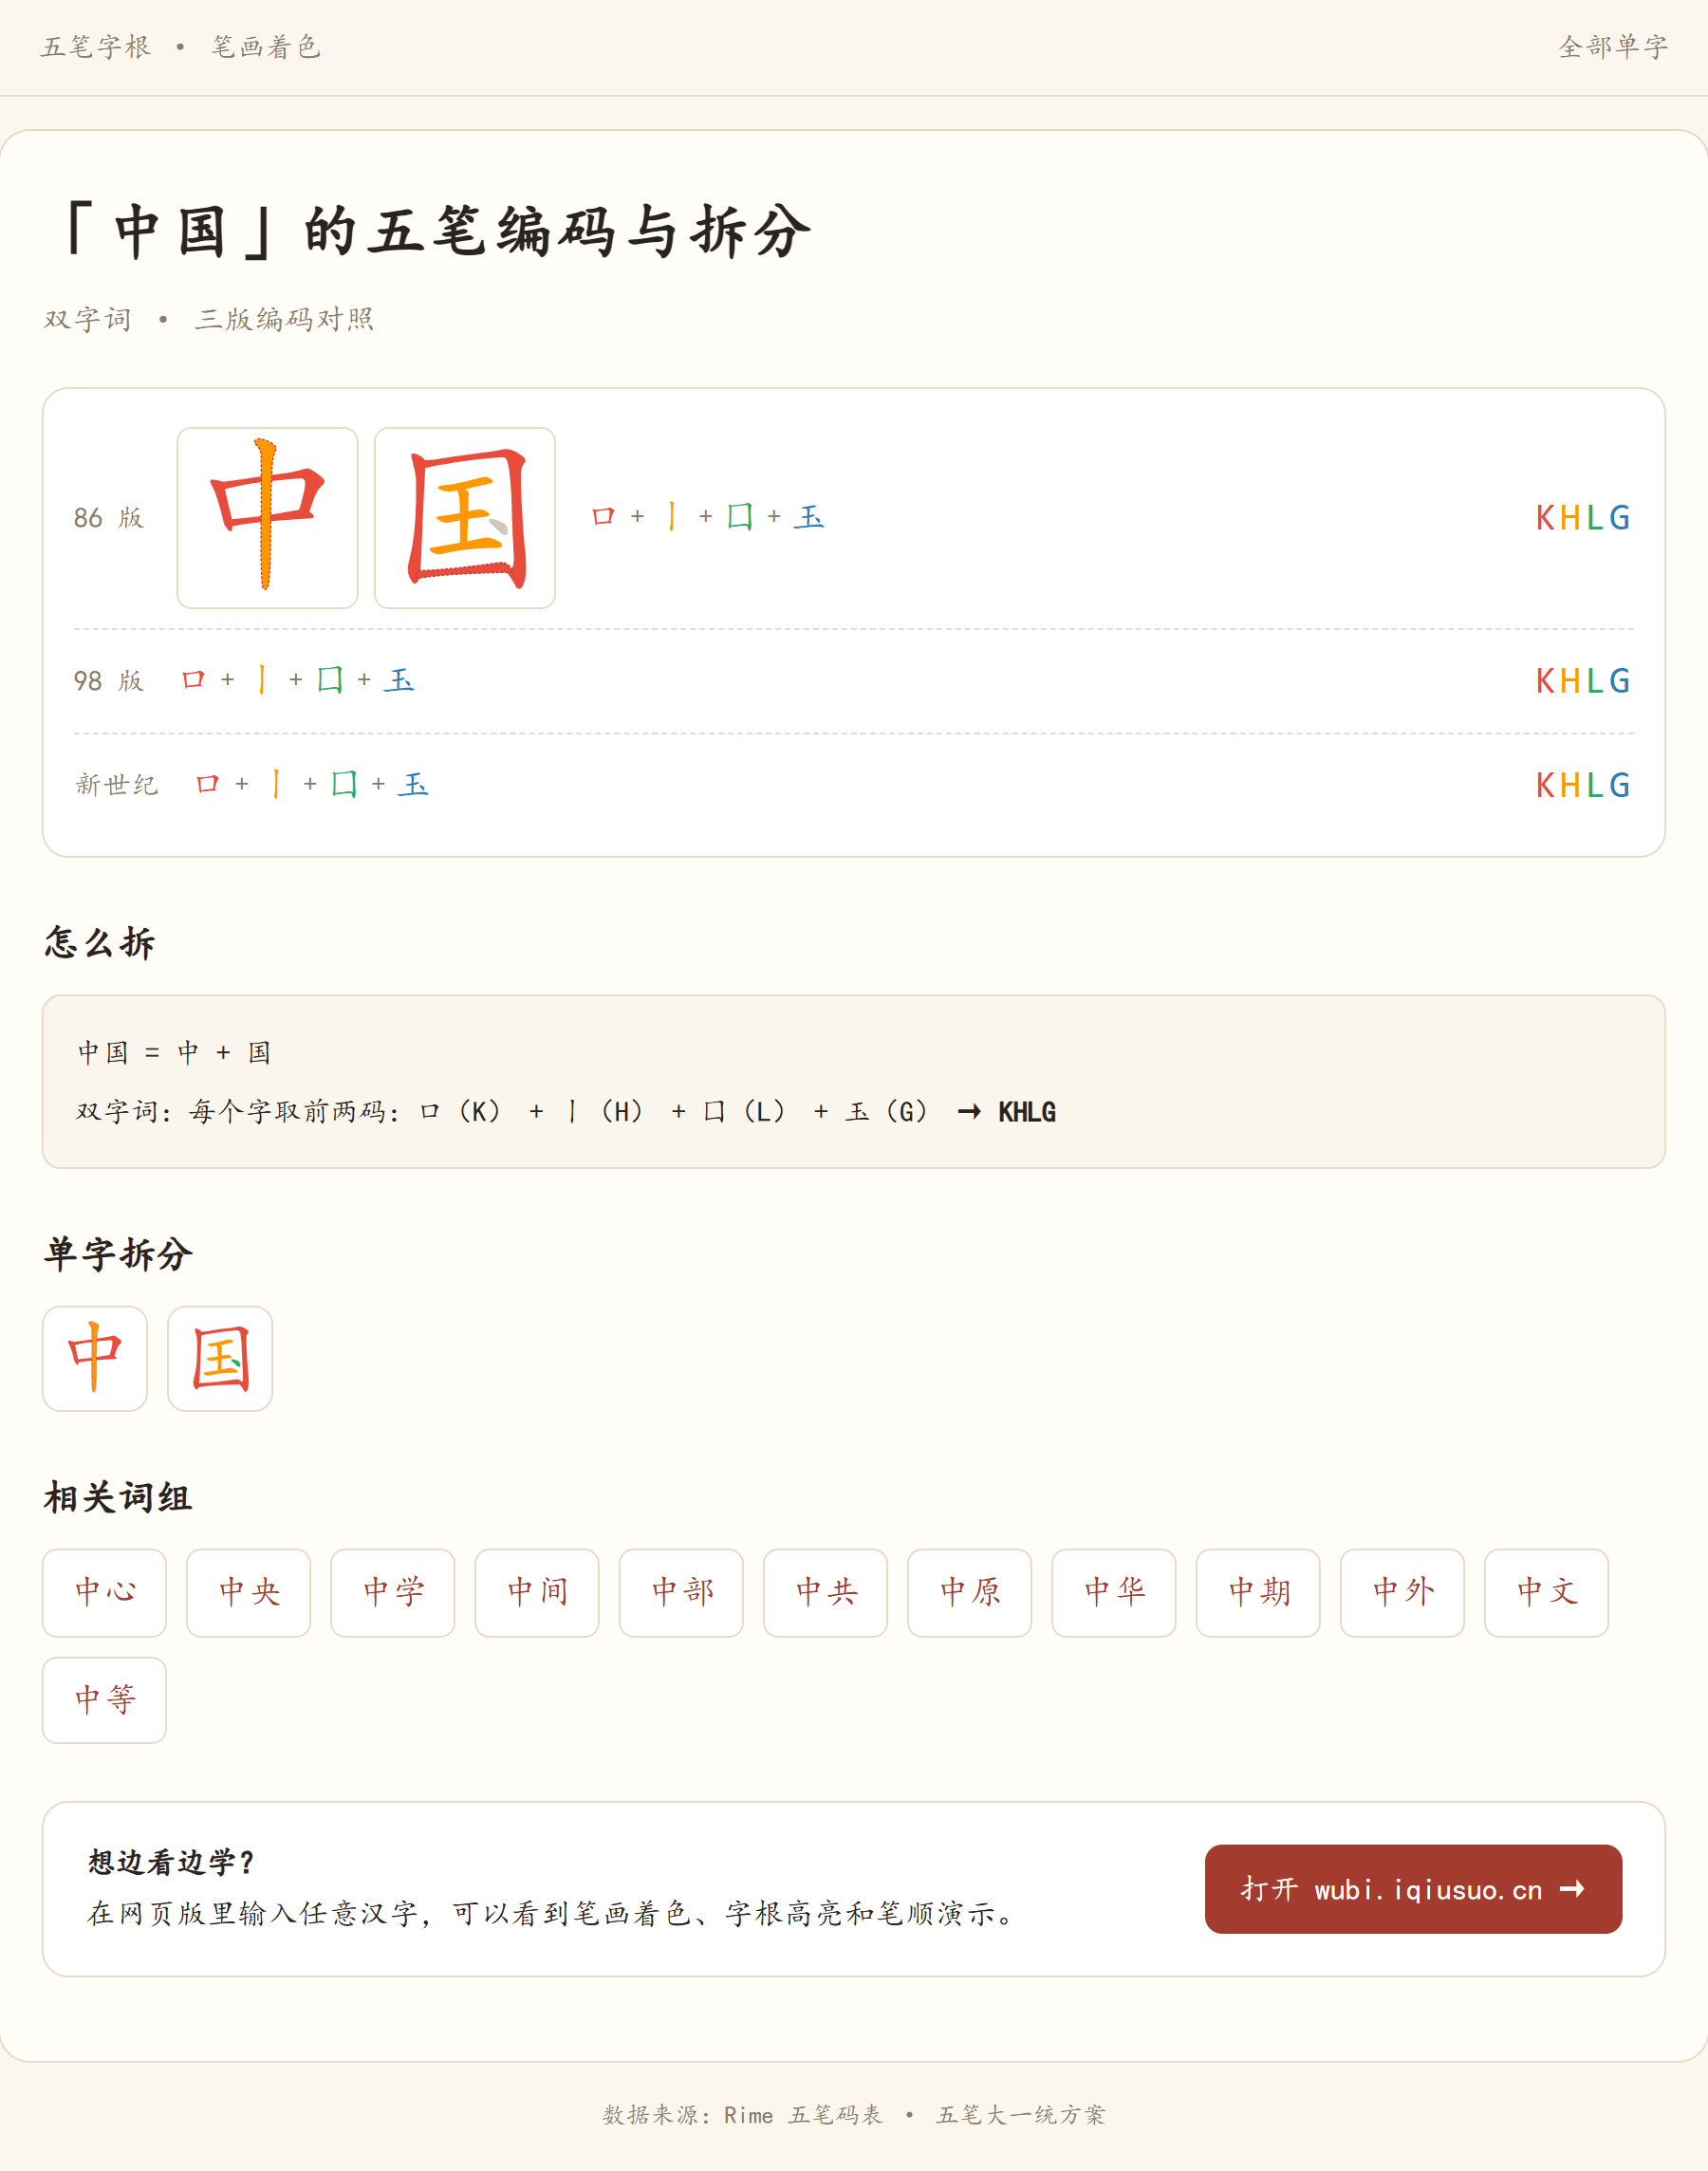 五笔字根 • 笔画着色
全部单字
「中国」的五笔编码与拆分
双字词 • 三版编码对照
86 版 中 国 口 + 丨 + 囗 + 王 KHLG
98 版 口 + 丨 + 囗 + 王 KHLG
新世纪 口 + 丨 + 囗 + 王 KHLG
怎么拆
中国 = 中 + 国
双字词：每个字取前两码：口（K） + 丨（H） + 囗（L） + 王（G） → KHLG
单字拆分
中 国
相关词组
中心 中央 中学 中间 中部 中共 中原 中华 中期 中外 中文
中等
想边看边学？
在网页版里输入任意汉字，可以看到笔画着色、字根高亮和笔顺演示。
打开 wubi.iqiusuo.cn →
数据来源：Rime 五笔码表 • 五笔大一统方案